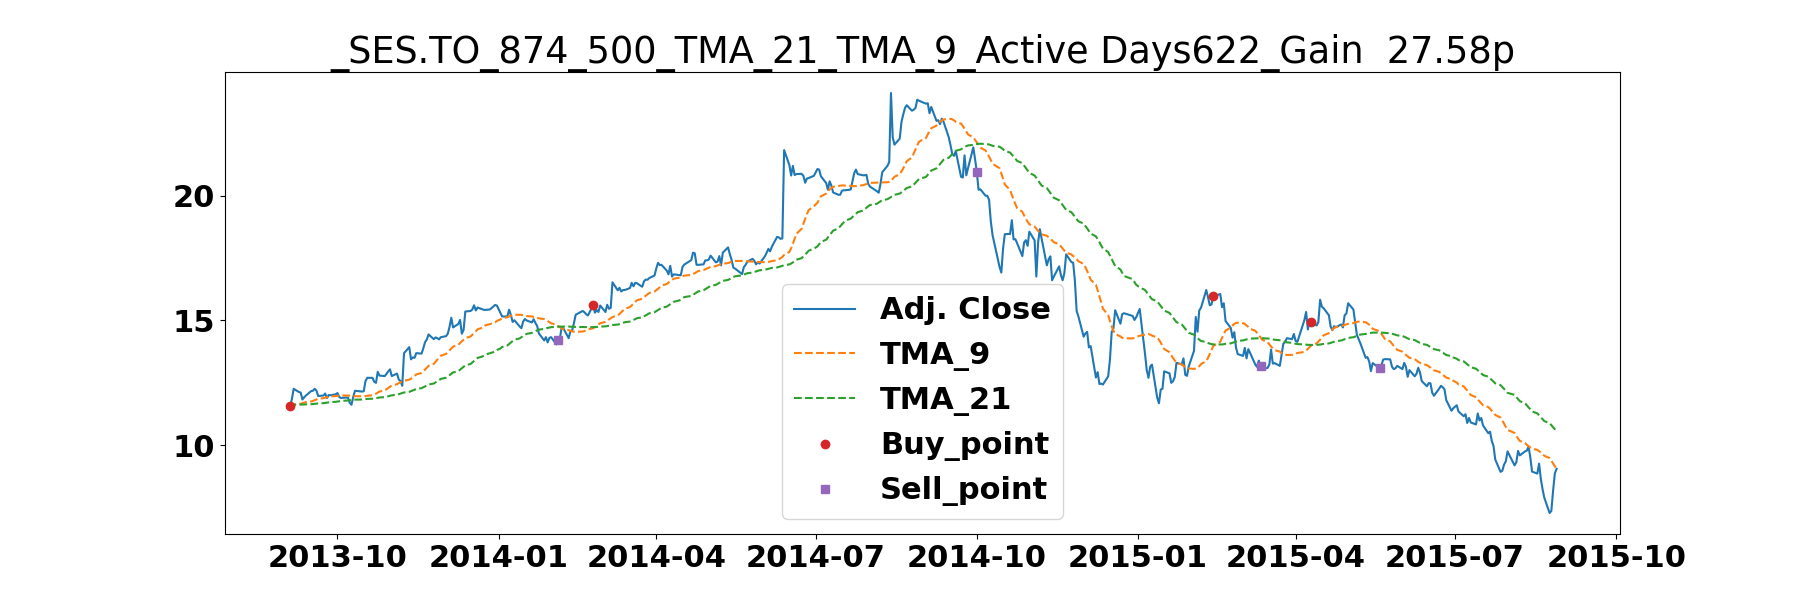 _SES.TO_874_500_TMA_21_TMA_9_Active Days622_Gain  27.58p
20
15
10
Adj. Close
TMA_9
TMA_21
Buy_point
Sell_point
2013-10 2014-01 2014-04 2014-07 2014-10 2015-01 2015-04 2015-07 2015-10